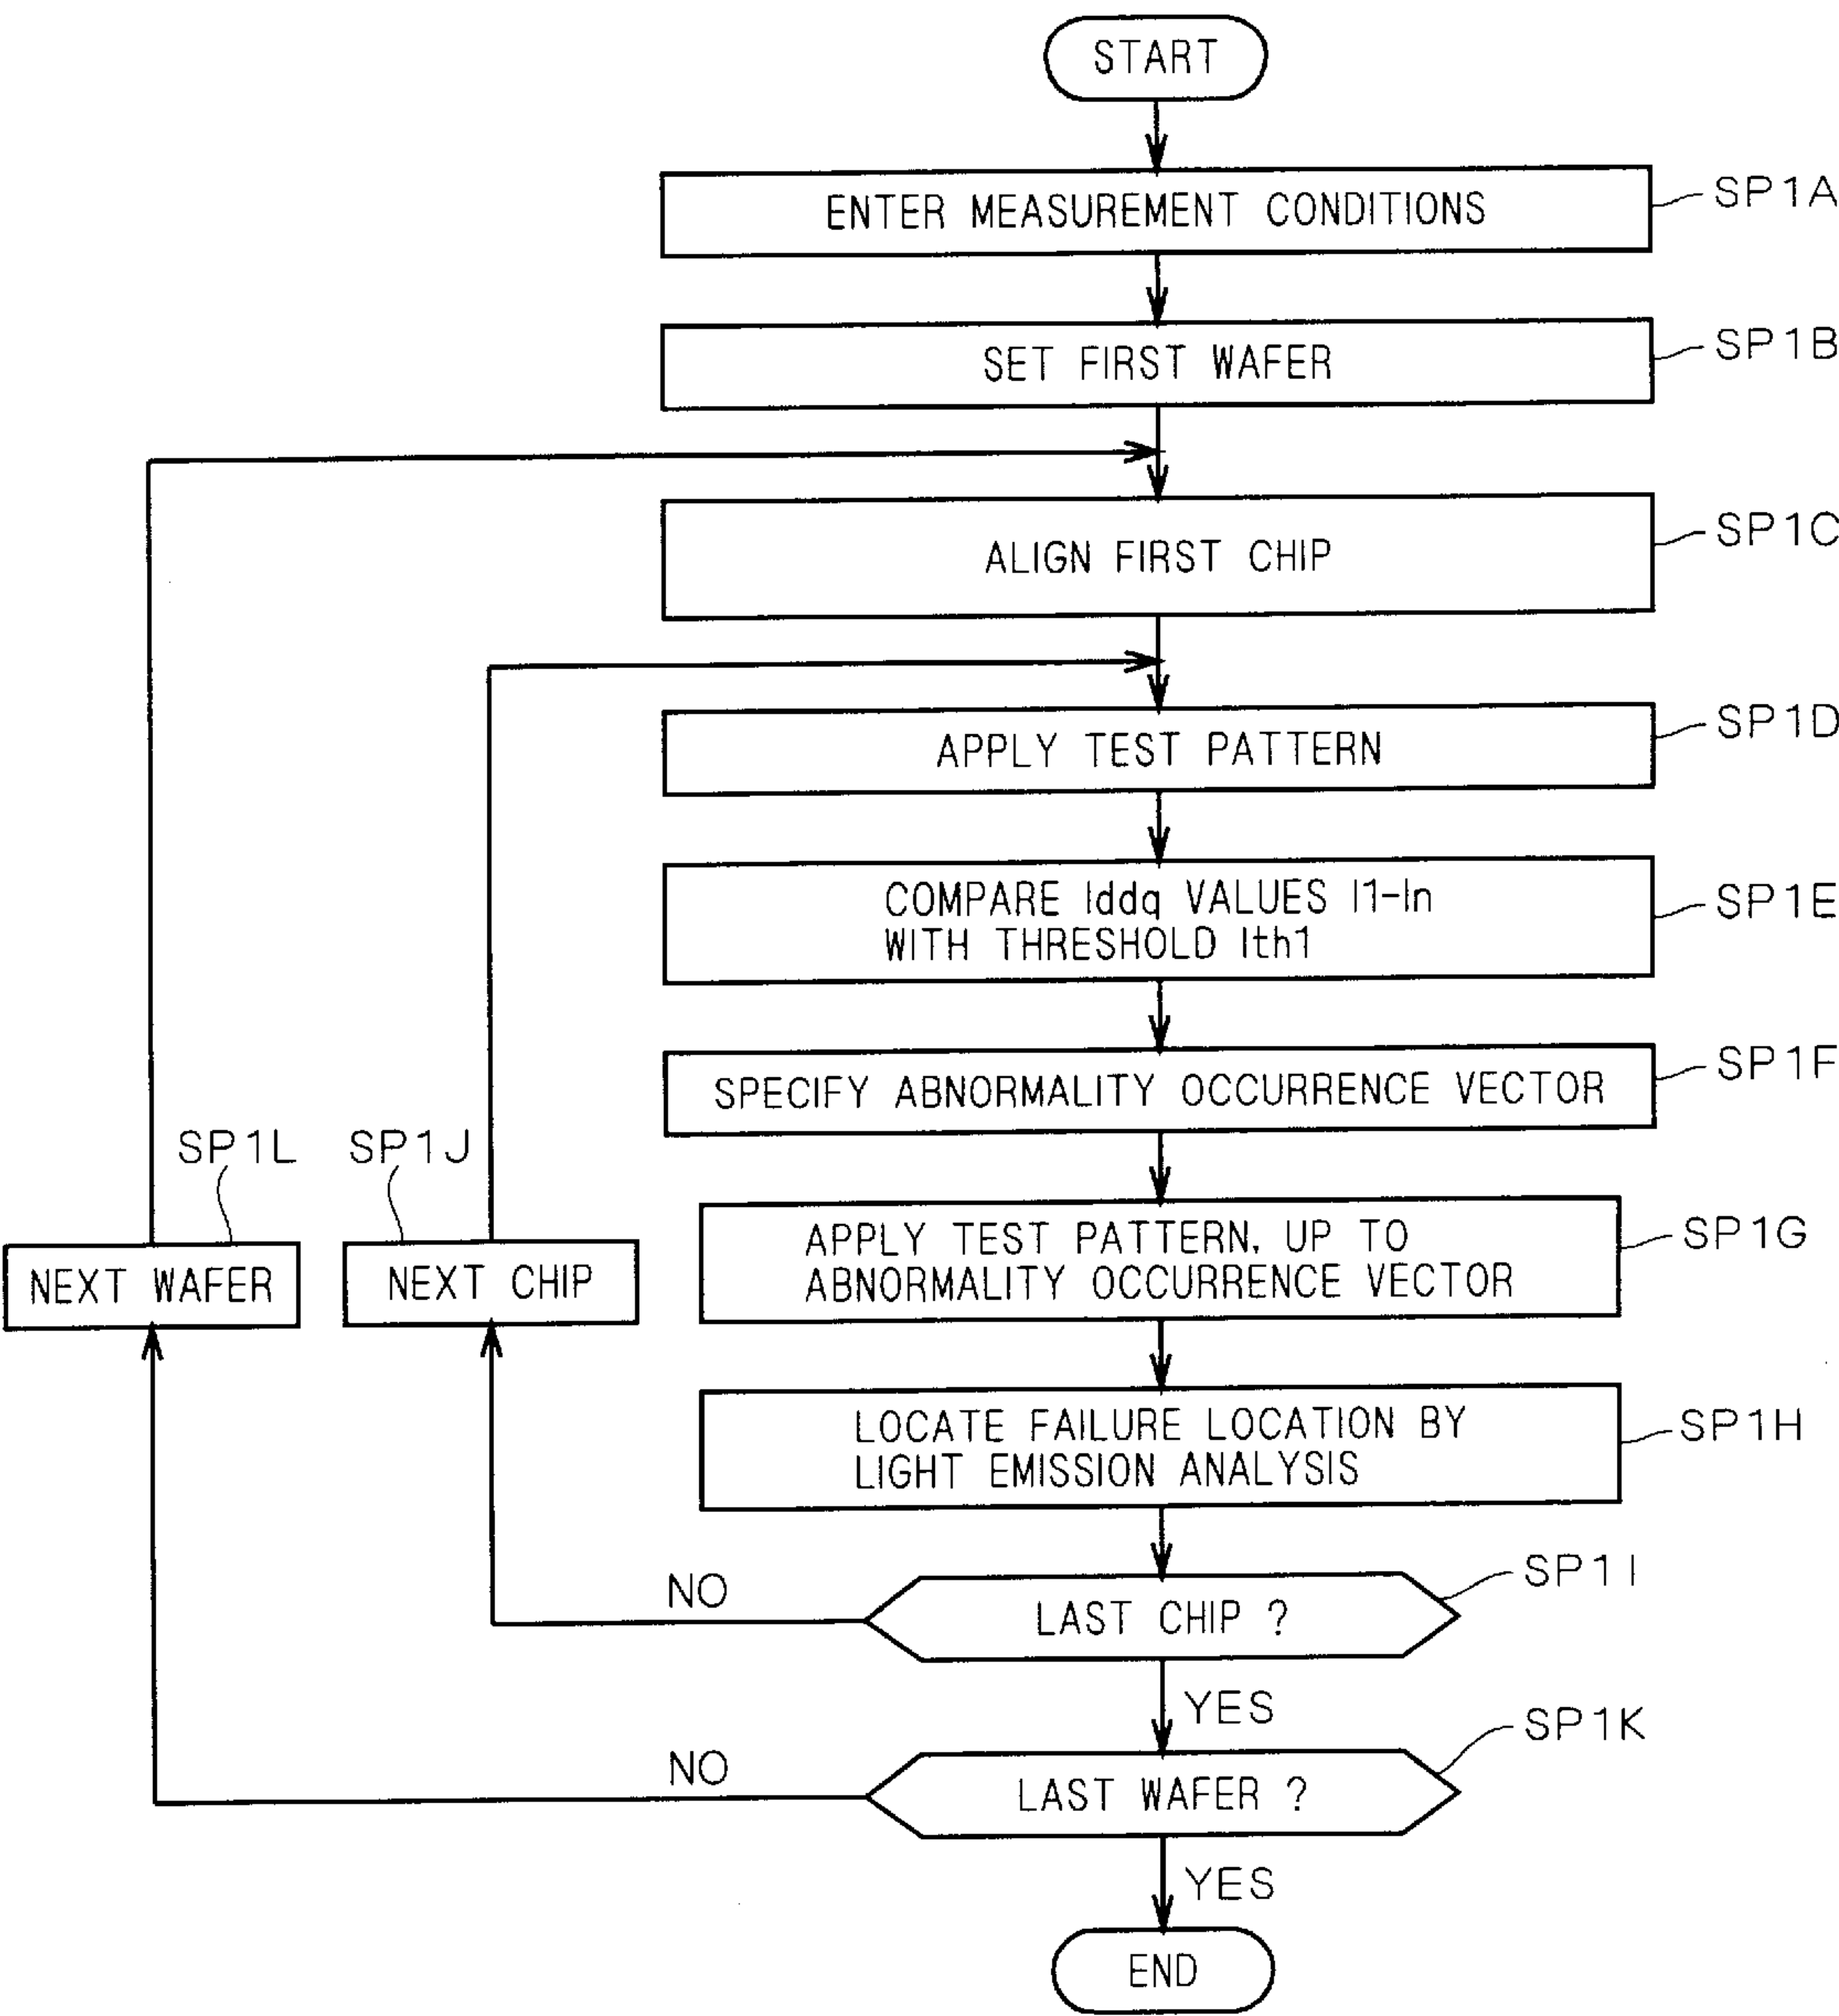 START
ENTER MEASUREMENT CONDITIONS
SP1A
SET FIRST WAFER
SP1B
ALIGN FIRST CHIP
SP1C
APPLY TEST PATTERN
SP1D
COMPARE Iddq VALUES I1-In
WITH THRESHOLD Ith1
SP1E
SPECIFY ABNORMALITY OCCURRENCE VECTOR
SP1F
SP1L
SP1J
NEXT WAFER
NEXT CHIP
APPLY TEST PATTERN, UP TO
ABNORMALITY OCCURRENCE VECTOR
SP1G
LOCATE FAILURE LOCATION BY
LIGHT EMISSION ANALYSIS
SP1H
NO
LAST CHIP ?
SP1I
YES
NO
LAST WAFER ?
SP1K
YES
END